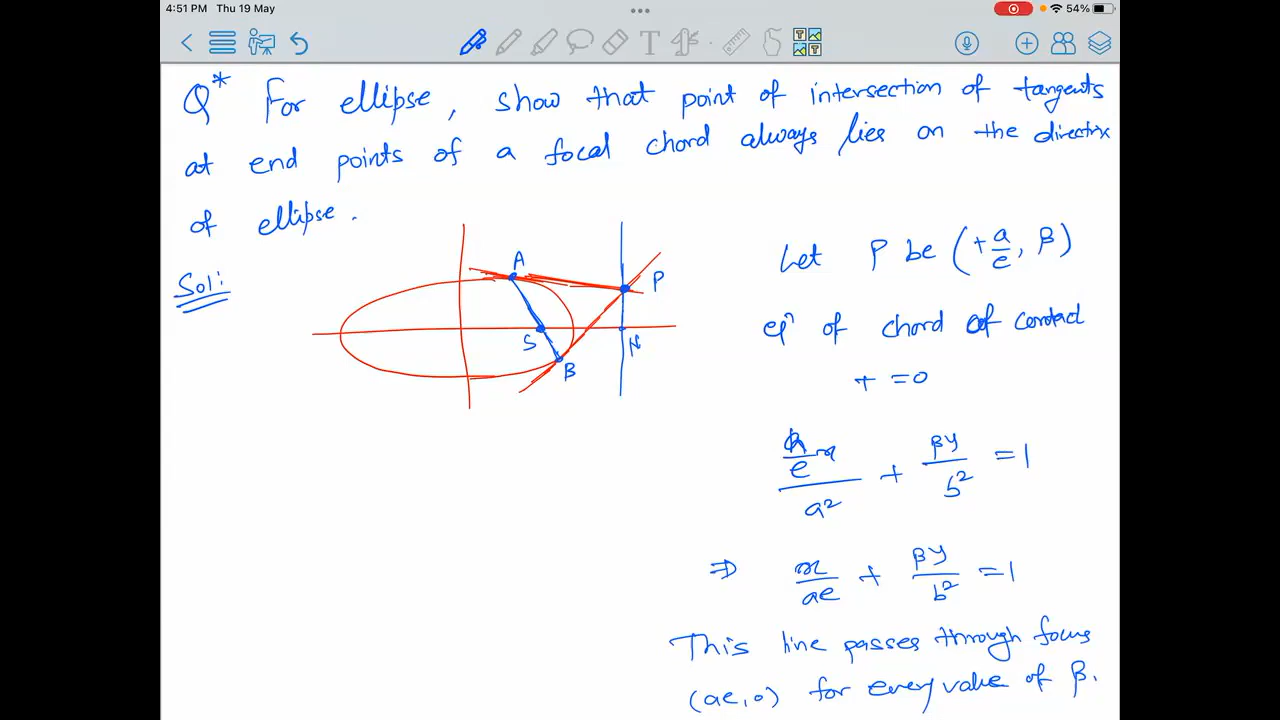 4:51 PM Thu 19 May
54%
Q* For ellipse, show that point of intersection of tangents
at end points of a focal chord always lies on the directrix
of ellipse.
Sol:
A
P
S
B
N
Let P be (+a/e, β)
eqⁿ of chord of contact
T = 0
(a/e x)/a² + βy/b² = 1
⇒ x/ae + βy/b² = 1
This line passes through focus
(ae, 0) for every value of β.